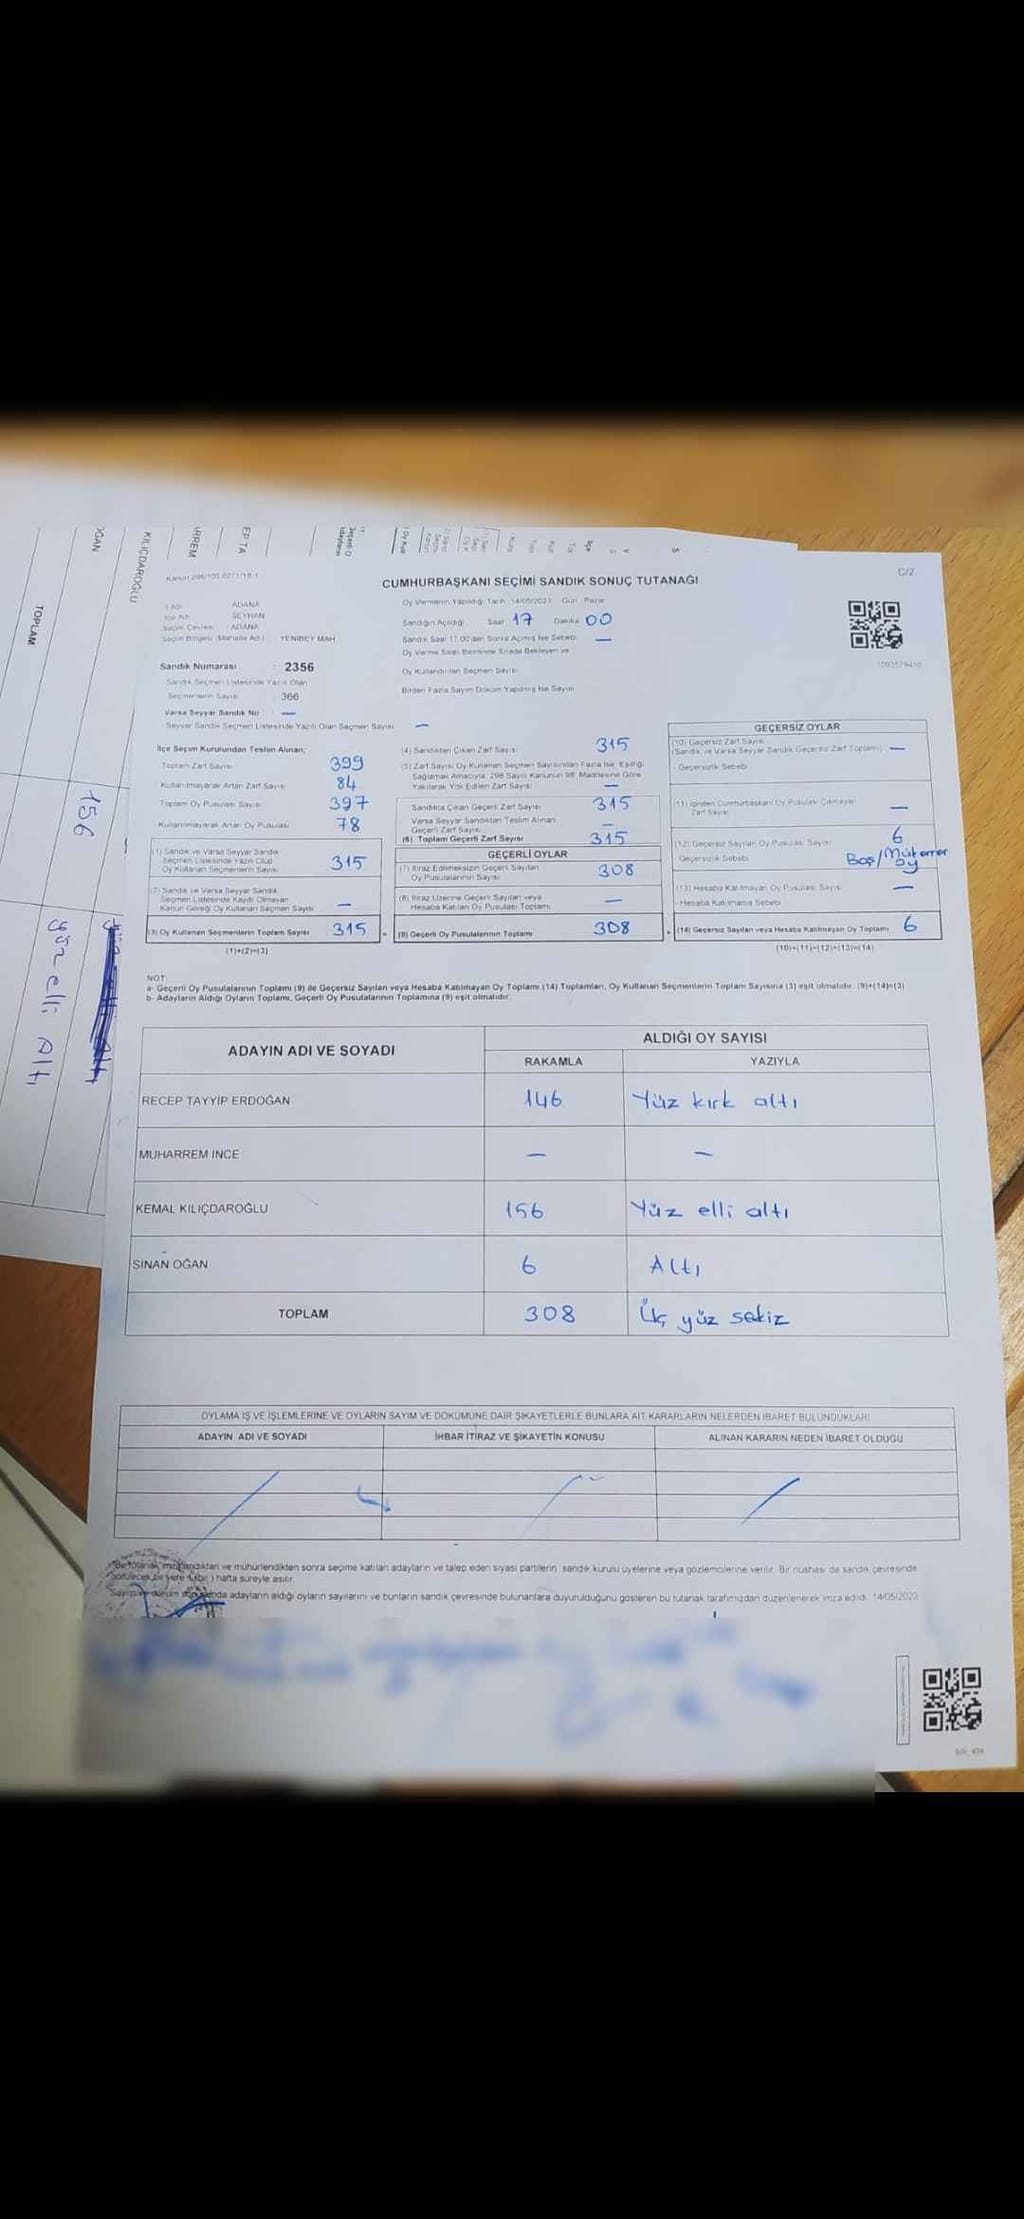 Kanun 298/105 6271/18-1
CUMHURBAŞKANI SEÇİMİ SANDIK SONUÇ TUTANAĞI
C/2
İl Adı ADANA
İlçe Adı SEYHAN
Seçim Çevresi : ADANA
Seçim Bölgesi (Mahalle Adı) YENİBEY MAH
Sandık Numarası : 2356
Sandık Seçmen Listesinde Yazılı Olan
Seçmenlerin Sayısı : 366
Varsa Seyyar Sandık No : —
Seyyar Sandık Seçmen Listesinde Yazılı Olan Seçmen Sayısı —
Oy Vermenin Yapıldığı Tarih : 14/05/2023 Gün : Pazar
Sandığın Açıldığı Saat 17 Dakika 00
Sandık Saat 17.00'den Sonra Açılmış İse Sebebi —
Oy Verme Saati Bitiminde Sırada Bekleyen ve
Oy Kullandırılan Seçmen Sayısı
Birden Fazla Sayım Döküm Yapılmış İse Sayısı
İlçe Seçim Kurulundan Teslim Alınan;
Toplam Zarf Sayısı 399
Kullanılmayarak Artan Zarf Sayısı 84
Toplam Oy Pusulası Sayısı 397
Kullanılmayarak Artan Oy Pusulası 78
(1) Sandık ve Varsa Seyyar Sandık
Seçmen Listesinde Yazılı Olup
Oy Kullanan Seçmenlerin Sayısı 315
(2) Sandık ve Varsa Seyyar Sandık
Seçmen Listesinde Kayıtlı Olmayan
Kanun Gereği Oy Kullanan Seçmen Sayısı —
(3) Oy Kullanan Seçmenlerin Toplam Sayısı 315
(1)+(2)=(3)
(4) Sandıktan Çıkan Zarf Sayısı 315
(5) Zarf Sayısı Oy Kullanan Seçmen Sayısından Fazla İse, Eşitliği
Sağlamak Amacıyla, 298 Sayılı Kanunun 98. Maddesine Göre
Yakılarak Yok Edilen Zarf Sayısı —
Sandıkta Çıkan Geçerli Zarf Sayısı 315
Varsa Seyyar Sandıktan Teslim Alınan
Geçerli Zarf Sayısı —
(6) Toplam Geçerli Zarf Sayısı 315
GEÇERLİ OYLAR
(7) İtiraz Edilmeksizin Geçerli Sayılan
Oy Pusulalarının Sayısı 308
(8) İtiraz Üzerine Geçerli Sayılan veya
Hesaba Katılan Oy Pusulası Toplamı —
(9) Geçerli Oy Pusulalarının Toplamı 308
GEÇERSİZ OYLAR
(10) Geçersiz Zarf Sayısı
(Sandık ve Varsa Seyyar Sandık Geçersiz Zarf Toplamı) —
- Geçersizlik Sebebi
(11) İçinden Cumhurbaşkanı Oy Pusulası Çıkmayan
Zarf Sayısı —
(12) Geçersiz Sayılan Oy Pusulası Sayısı 6
Geçersizlik Sebebi Boş/Mükerrer oy
(13) Hesaba Katılmayan Oy Pusulası Sayısı —
- Hesaba Katılmama Sebebi
(14) Geçersiz Sayılan veya Hesaba Katılmayan Oy Toplamı 6
(10)+(11)+(12)+(13)=(14)
NOT:
a- Geçerli Oy Pusulalarının Toplamı (9) ile Geçersiz Sayılan veya Hesaba Katılmayan Oy Toplamı (14) Toplamları, Oy Kullanan Seçmenlerin Toplam Sayısına (3) eşit olmalıdır. (9)+(14)=(3)
b- Adayların Aldığı Oyların Toplamı, Geçerli Oy Pusulalarının Toplamına (9) eşit olmalıdır.
ADAYIN ADI VE SOYADI
ALDIĞI OY SAYISI
RAKAMLA YAZIYLA
RECEP TAYYİP ERDOĞAN 146 Yüz kırk altı
MUHARREM İNCE — —
KEMAL KILIÇDAROĞLU 156 Yüz elli altı
SİNAN OĞAN 6 Altı
TOPLAM 308 Üç yüz sekiz
OYLAMA İŞ VE İŞLEMLERİNE VE OYLARIN SAYIM VE DÖKÜMÜNE DAİR ŞİKAYETLERLE BUNLARA AİT KARARLARIN NELERDEN İBARET BULUNDUKLARI
ADAYIN ADI VE SOYADI İHBAR İTİRAZ VE ŞİKAYETİN KONUSU ALINAN KARARIN NEDEN İBARET OLDUĞU
Bu tutanak imzalandıktan ve mühürlendikten sonra seçime katılan adayların ve talep eden siyasi partilerin sandık kurulu üyelerine veya gözlemcilerine verilir. Bir nüshası da sandık çevresinde
görülecek bir yere 1 (bir) hafta süreyle asılır.
adayların aldığı oyların sayılarını ve bunların sandık çevresinde bulunanlara duyurulduğunu gösteren bu tutanak tarafımızdan düzenlenerek imza edildi. 14/05/2023
KILIÇDAROĞLU
TOPLAM
156
yüz elli Altı